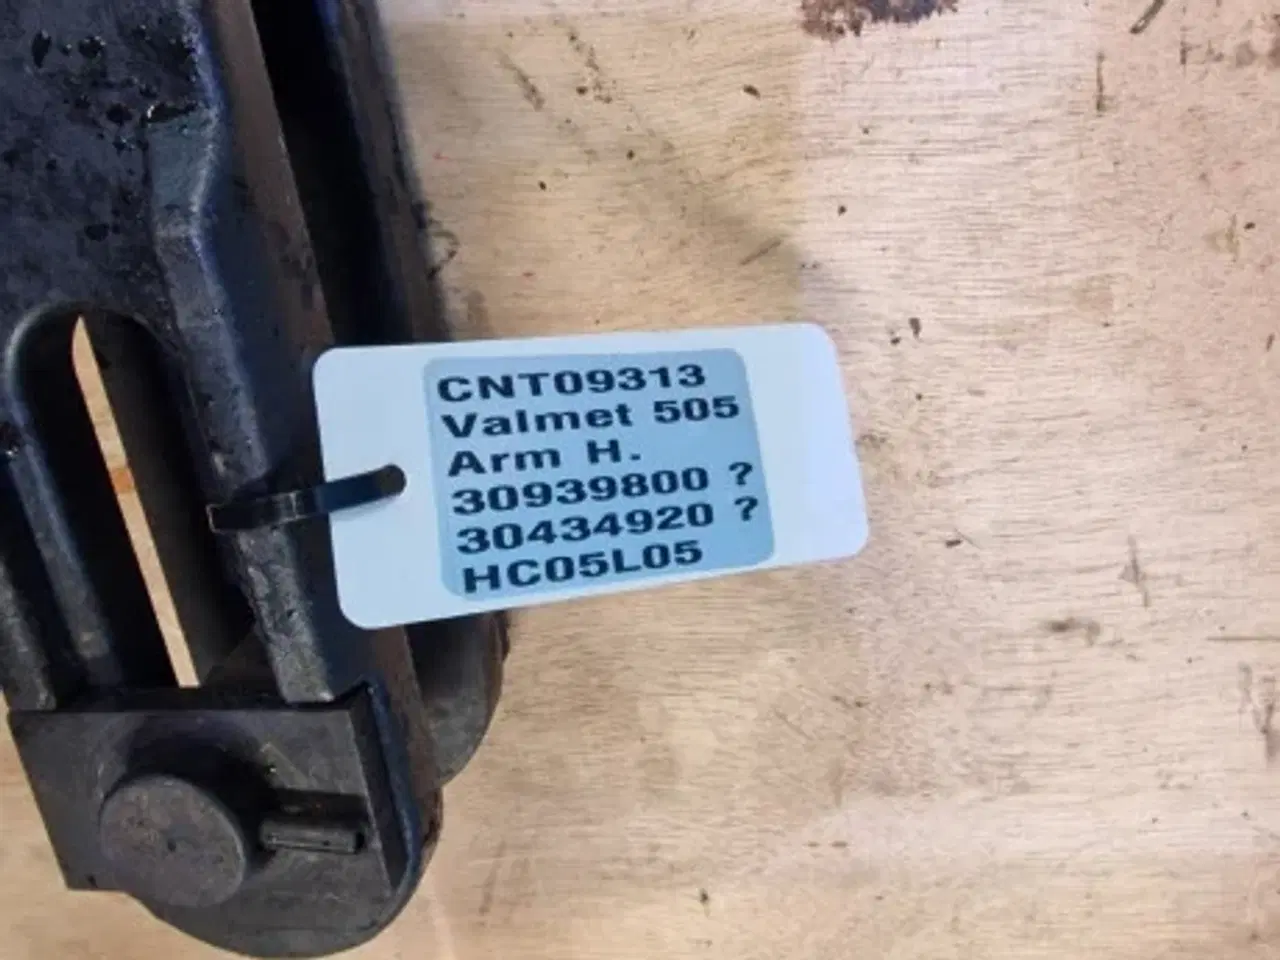 CNT09313
Valmet 505
Arm H.
30939800 ?
30434920 ?
HC05L05